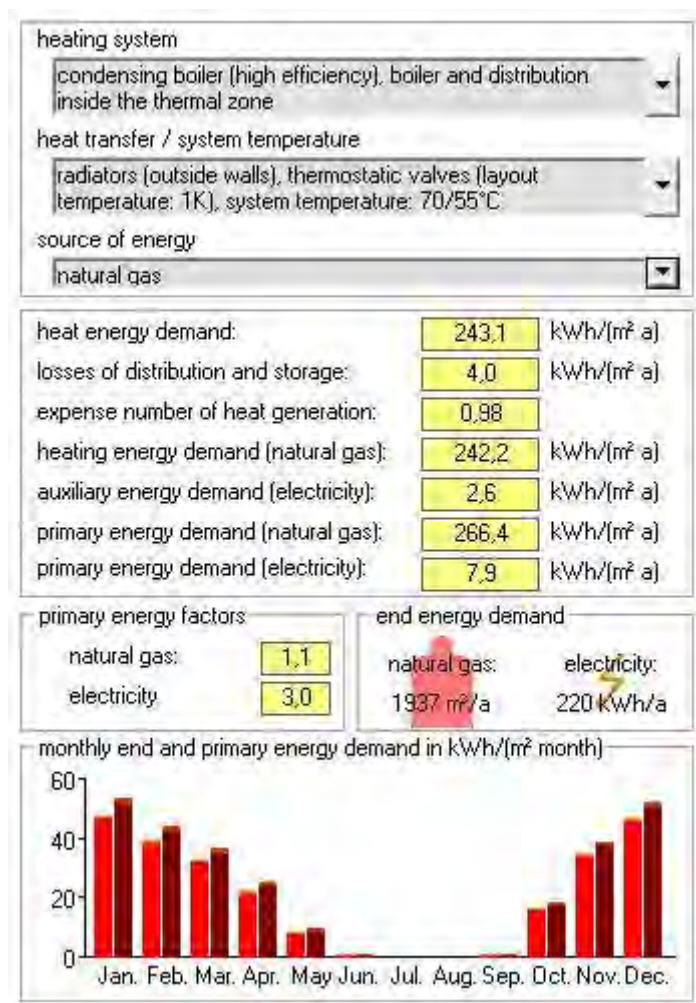 heating system
condensing boiler (high efficiency), boiler and distribution
inside the thermal zone
heat transfer / system temperature
radiators (outside walls), thermostatic valves (layout
temperature: 1K), system temperature: 70/55°C
source of energy
natural gas
heat energy demand: 243,1 kWh/(m² a)
losses of distribution and storage: 4,0 kWh/(m² a)
expense number of heat generation: 0,98
heating energy demand (natural gas): 242,2 kWh/(m² a)
auxiliary energy demand (electricity): 2,6 kWh/(m² a)
primary energy demand (natural gas): 266,4 kWh/(m² a)
primary energy demand (electricity): 7,9 kWh/(m² a)
primary energy factors
natural gas: 1,1
electricity 3,0
end energy demand
natural gas: electricity:
1937 m²/a 220 kWh/a
monthly end and primary energy demand in kWh/(m² month)
60
40
20
0
Jan. Feb. Mar. Apr. May Jun. Jul. Aug. Sep. Oct. Nov. Dec.